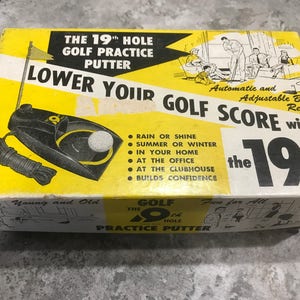 THE 19th HOLE
GOLF PRACTICE
PUTTER
LOWER YOUR GOLF SCORE wi
Automatic and
Adjustable B
Re
• RAIN OR SHINE
• SUMMER OR WINTER
• IN YOUR HOME
• AT THE OFFICE
• AT THE CLUBHOUSE
• BUILDS CONFIDENCE
the 19
Young and Old
GOLF
THE 19th HOLE
PRACTICE PUTTER
Fun for All